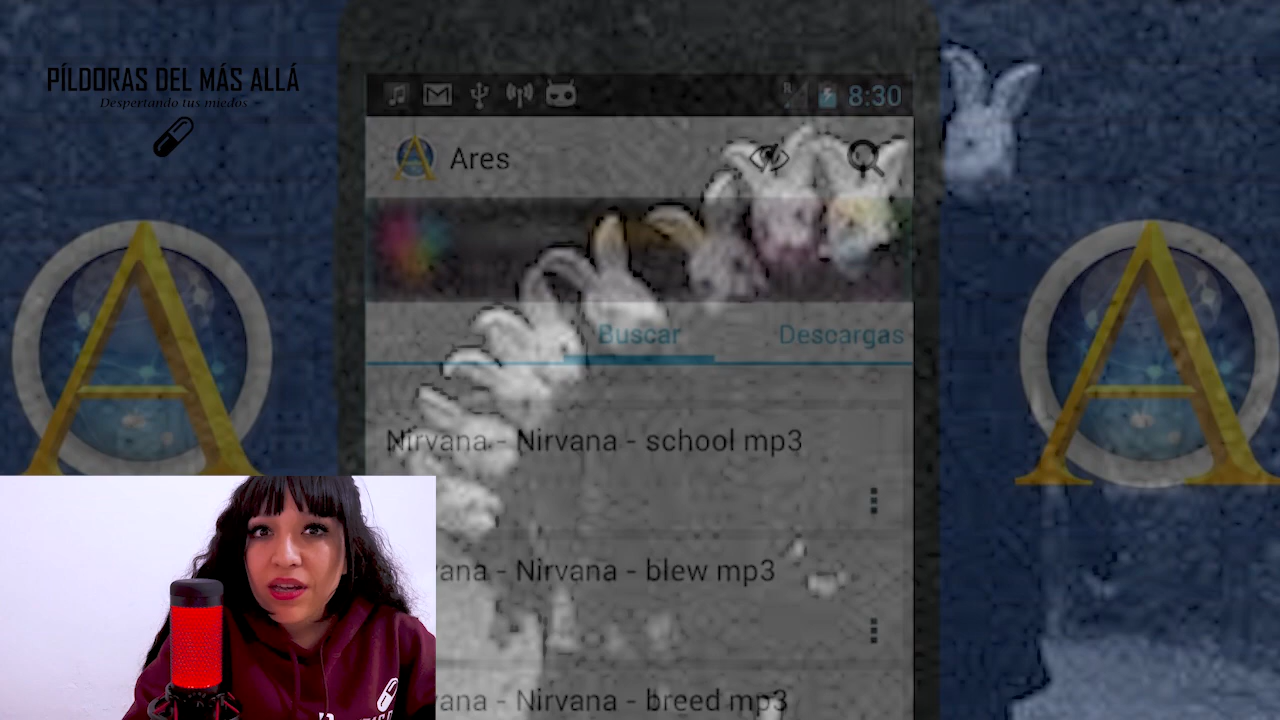 PÍLDORAS DEL MÁS ALLÁ
Despertando tus miedos
8:30
Ares
Buscar
Descargas
Nirvana - Nirvana - school mp3
vana - Nirvana - blew mp3
vana - Nirvana - breed mp3